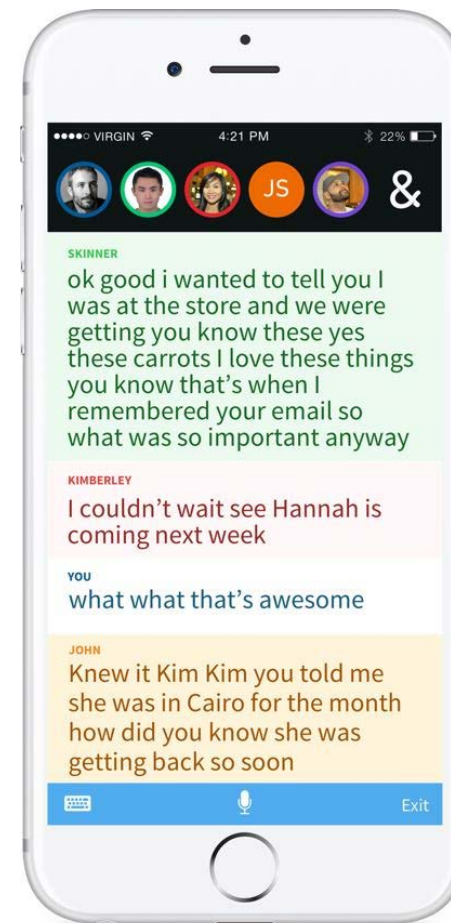 VIRGIN 4:21 PM 22%
JS &
SKINNER
ok good i wanted to tell you I
was at the store and we were
getting you know these yes
these carrots I love these things
you know that's when I
remembered your email so
what was so important anyway
KIMBERLEY
I couldn't wait see Hannah is
coming next week
YOU
what what that's awesome
JOHN
Knew it Kim Kim you told me
she was in Cairo for the month
how did you know she was
getting back so soon
Exit